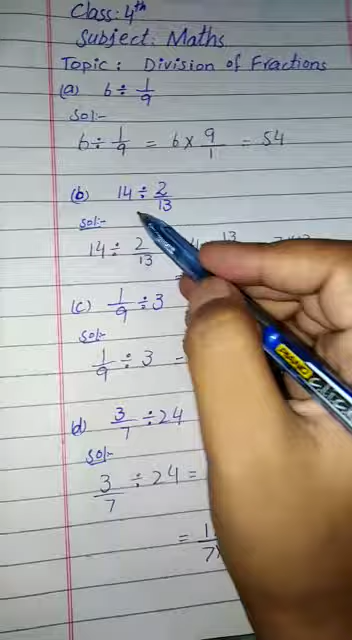 Class: 4th
Subject: Maths
Topic: Division of Fractions
(a) 6 ÷ 1/9
Sol:-
6 ÷ 1/9 = 6 x 9/1 = 54
(b) 14 ÷ 2/13
Sol:-
14 ÷ 2/13
(c) 1/9 ÷ 3
Sol:-
1/9 ÷ 3 =
(d) 3/7 ÷ 24
Sol:-
3/7 ÷ 24 =